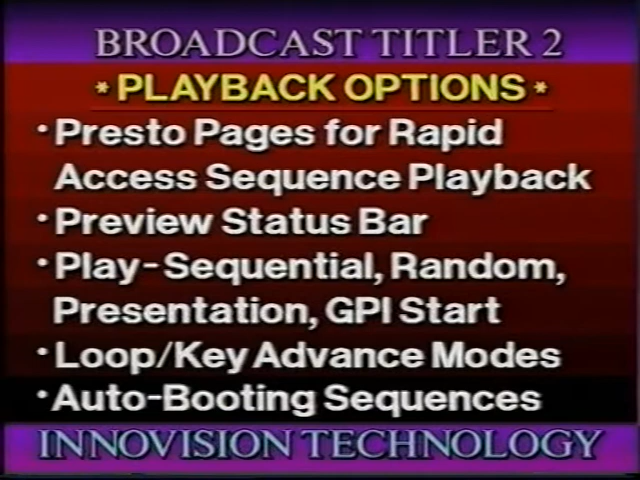 BROADCAST TITLER 2
* PLAYBACK OPTIONS *
• Presto Pages for Rapid
Access Sequence Playback
• Preview Status Bar
• Play-Sequential, Random,
Presentation, GPI Start
• Loop/Key Advance Modes
• Auto-Booting Sequences
INNOVISION TECHNOLOGY